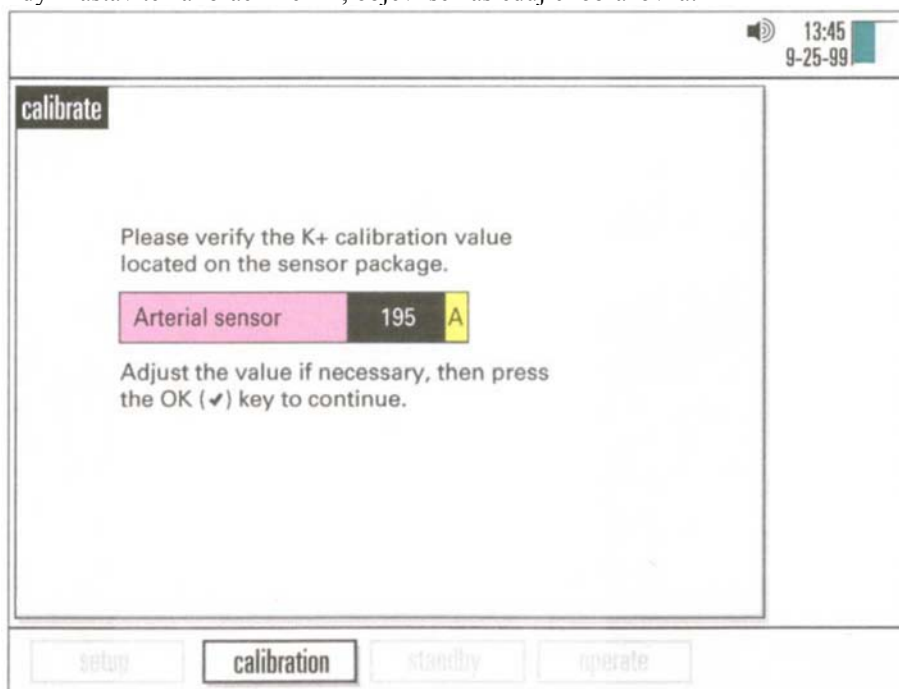 13:45
9-25-99
calibrate
Please verify the K+ calibration value
located on the sensor package.
Arterial sensor 195 A
Adjust the value if necessary, then press
the OK (✔) key to continue.
setup calibration standby operate